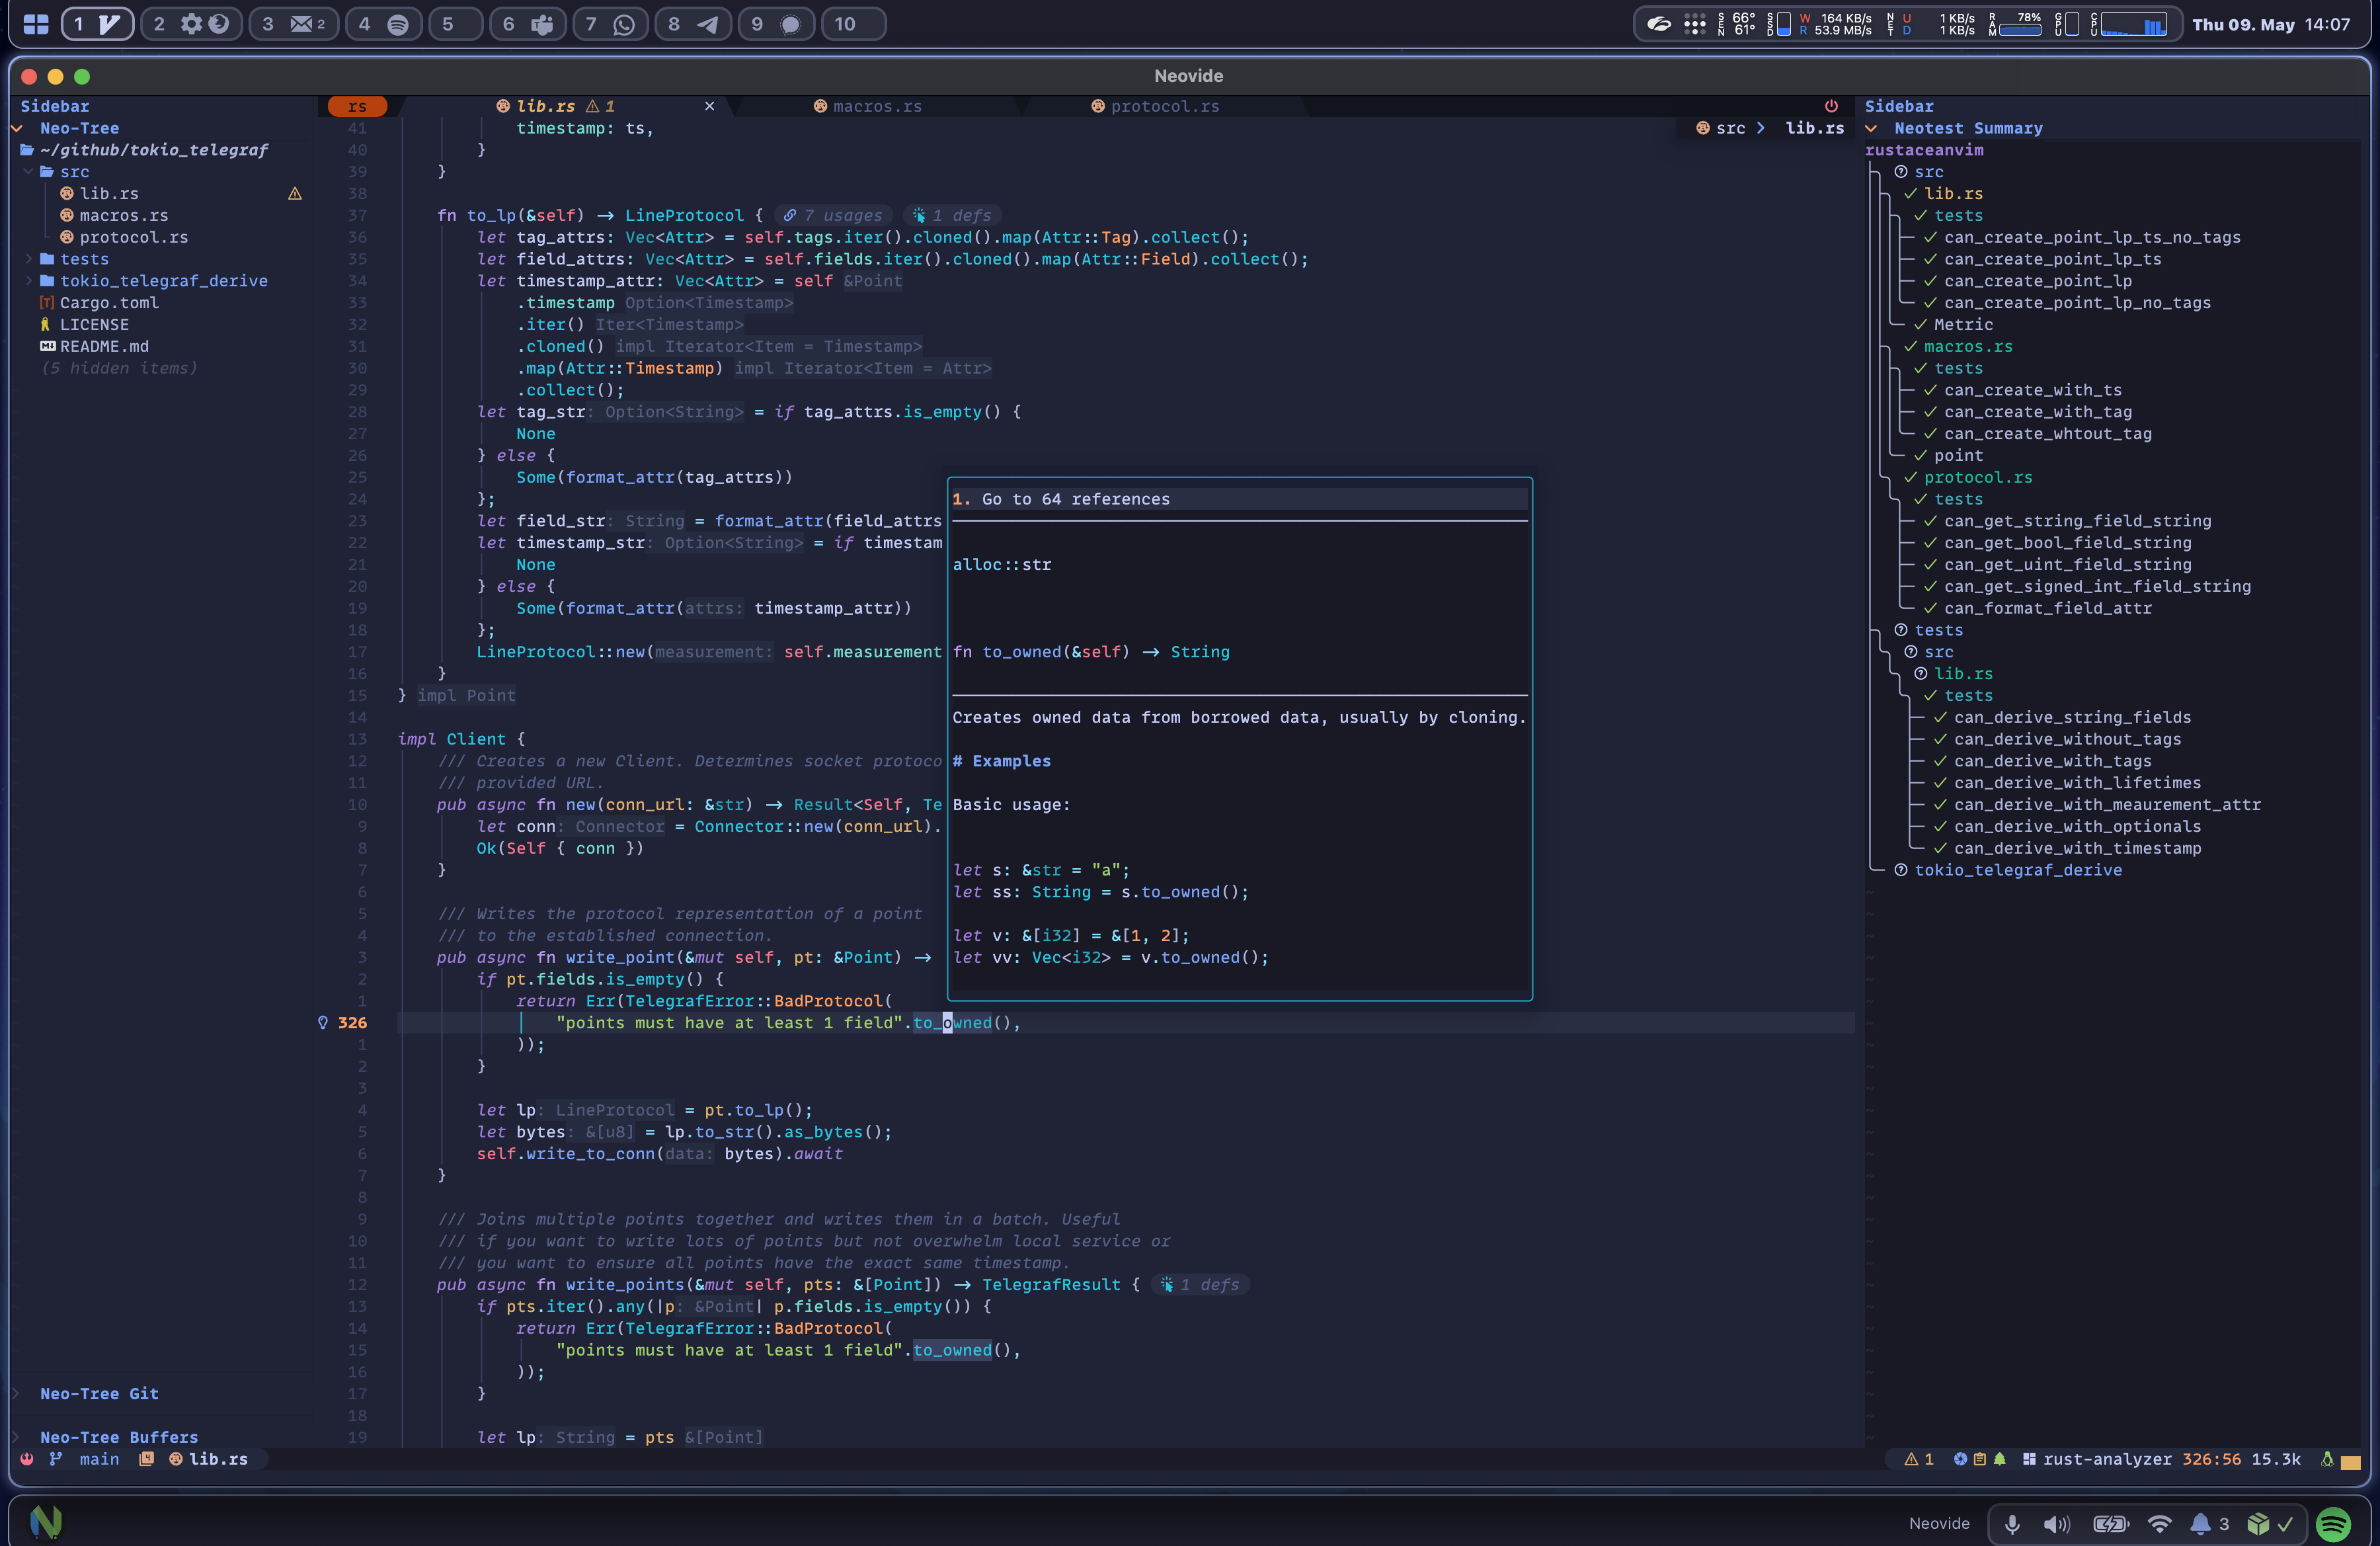 1
2
3 2
4
5
6
7
8
9
10
SEN 66° 61°
SSD W 164 KB/s R 53.9 MB/s
NET U 1 KB/s D 1 KB/s
RAM 78%
GPU
CPU
Thu 09. May 14:07
Neovide
Sidebar
Neo-Tree
~/github/tokio_telegraf
src
lib.rs
macros.rs
protocol.rs
tests
tokio_telegraf_derive
Cargo.toml
LICENSE
README.md
(5 hidden items)
Neo-Tree Git
Neo-Tree Buffers
rs lib.rs 1 × macros.rs protocol.rs
src > lib.rs
41 timestamp: ts,
40 }
39 }
38
37 fn to_lp(&self) → LineProtocol { 7 usages 1 defs
36 let tag_attrs: Vec<Attr> = self.tags.iter().cloned().map(Attr::Tag).collect();
35 let field_attrs: Vec<Attr> = self.fields.iter().cloned().map(Attr::Field).collect();
34 let timestamp_attr: Vec<Attr> = self &Point
33 .timestamp Option<Timestamp>
32 .iter() Iter<Timestamp>
31 .cloned() impl Iterator<Item = Timestamp>
30 .map(Attr::Timestamp) impl Iterator<Item = Attr>
29 .collect();
28 let tag_str: Option<String> = if tag_attrs.is_empty() {
27 None
26 } else {
25 Some(format_attr(tag_attrs))
24 };
23 let field_str: String = format_attr(field_attrs
22 let timestamp_str: Option<String> = if timestam
21 None
20 } else {
19 Some(format_attr(attrs: timestamp_attr))
18 };
17 LineProtocol::new(measurement: self.measurement
16 }
15 } impl Point
14
13 impl Client {
12 /// Creates a new Client. Determines socket protoco
11 /// provided URL.
10 pub async fn new(conn_url: &str) → Result<Self, Te
9 let conn: Connector = Connector::new(conn_url).
8 Ok(Self { conn })
7 }
6
5 /// Writes the protocol representation of a point
4 /// to the established connection.
3 pub async fn write_point(&mut self, pt: &Point) →
2 if pt.fields.is_empty() {
1 return Err(TelegrafError::BadProtocol(
326 "points must have at least 1 field".to_owned(),
1 ));
2 }
3
4 let lp: LineProtocol = pt.to_lp();
5 let bytes: &[u8] = lp.to_str().as_bytes();
6 self.write_to_conn(data: bytes).await
7 }
8
9 /// Joins multiple points together and writes them in a batch. Useful
10 /// if you want to write lots of points but not overwhelm local service or
11 /// you want to ensure all points have the exact same timestamp.
12 pub async fn write_points(&mut self, pts: &[Point]) → TelegrafResult { 1 defs
13 if pts.iter().any(|p: &Point| p.fields.is_empty()) {
14 return Err(TelegrafError::BadProtocol(
15 "points must have at least 1 field".to_owned(),
16 ));
17 }
18
19 let lp: String = pts &[Point]
1. Go to 64 references
alloc::str
fn to_owned(&self) → String
Creates owned data from borrowed data, usually by cloning.
# Examples
Basic usage:
let s: &str = "a";
let ss: String = s.to_owned();
let v: &[i32] = &[1, 2];
let vv: Vec<i32> = v.to_owned();
Sidebar
Neotest Summary
rustaceanvim
src
lib.rs
tests
can_create_point_lp_ts_no_tags
can_create_point_lp_ts
can_create_point_lp
can_create_point_lp_no_tags
Metric
macros.rs
tests
can_create_with_ts
can_create_with_tag
can_create_whtout_tag
point
protocol.rs
tests
can_get_string_field_string
can_get_bool_field_string
can_get_uint_field_string
can_get_signed_int_field_string
can_format_field_attr
tests
src
lib.rs
tests
can_derive_string_fields
can_derive_without_tags
can_derive_with_tags
can_derive_with_lifetimes
can_derive_with_meaurement_attr
can_derive_with_optionals
can_derive_with_timestamp
tokio_telegraf_derive
main 4 lib.rs
1 rust-analyzer 326:56 15.3k
Neovide
3